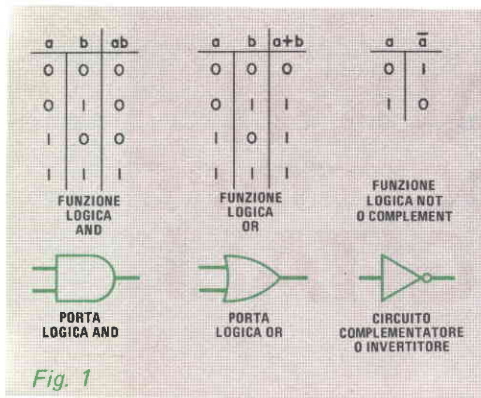 a b ab
0 0 0
0 1 0
1 0 0
1 1 1
FUNZIONE
LOGICA
AND
a b a+b
0 0 0
0 1 1
1 0 1
1 1 1
FUNZIONE
LOGICA
OR
a a̅
0 1
1 0
FUNZIONE
LOGICA NOT
O COMPLEMENT
PORTA
LOGICA AND
PORTA
LOGICA OR
CIRCUITO
COMPLEMENTATORE
O INVERTITORE
Fig. 1